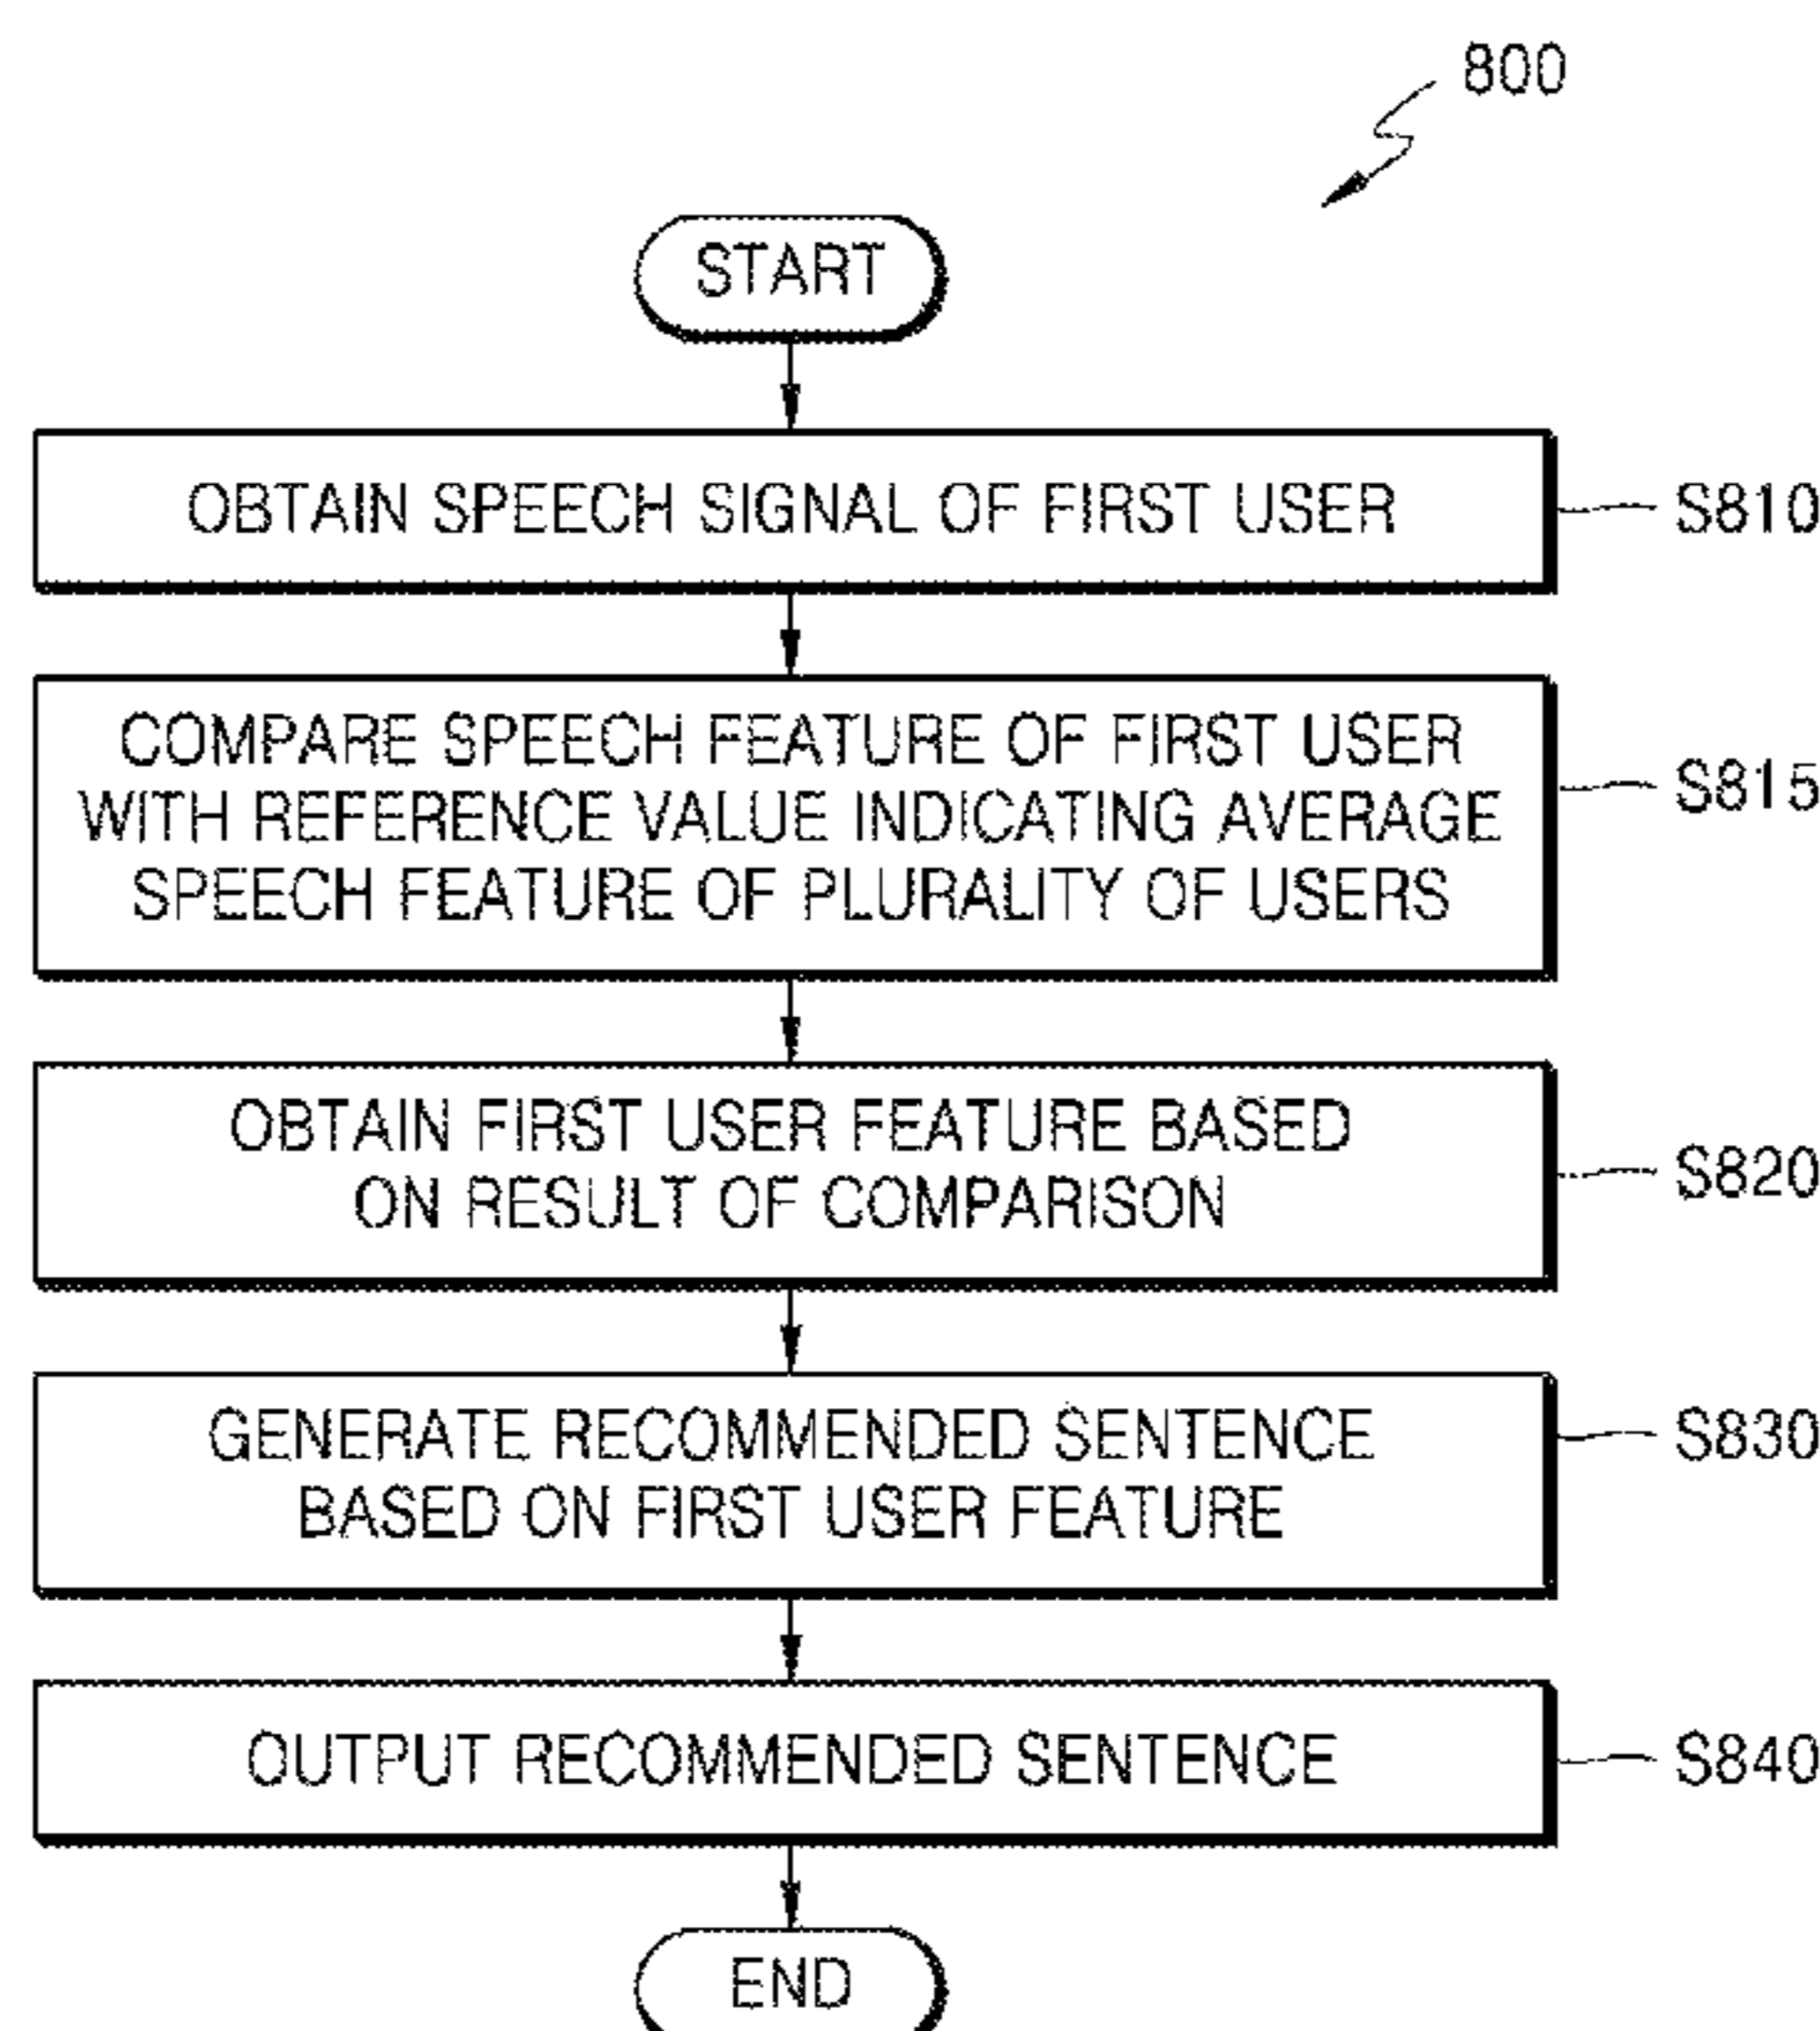 800
START
OBTAIN SPEECH SIGNAL OF FIRST USER
S810
COMPARE SPEECH FEATURE OF FIRST USER
WITH REFERENCE VALUE INDICATING AVERAGE
SPEECH FEATURE OF PLURALITY OF USERS
S815
OBTAIN FIRST USER FEATURE BASED
ON RESULT OF COMPARISON
S820
GENERATE RECOMMENDED SENTENCE
BASED ON FIRST USER FEATURE
S830
OUTPUT RECOMMENDED SENTENCE
S840
END